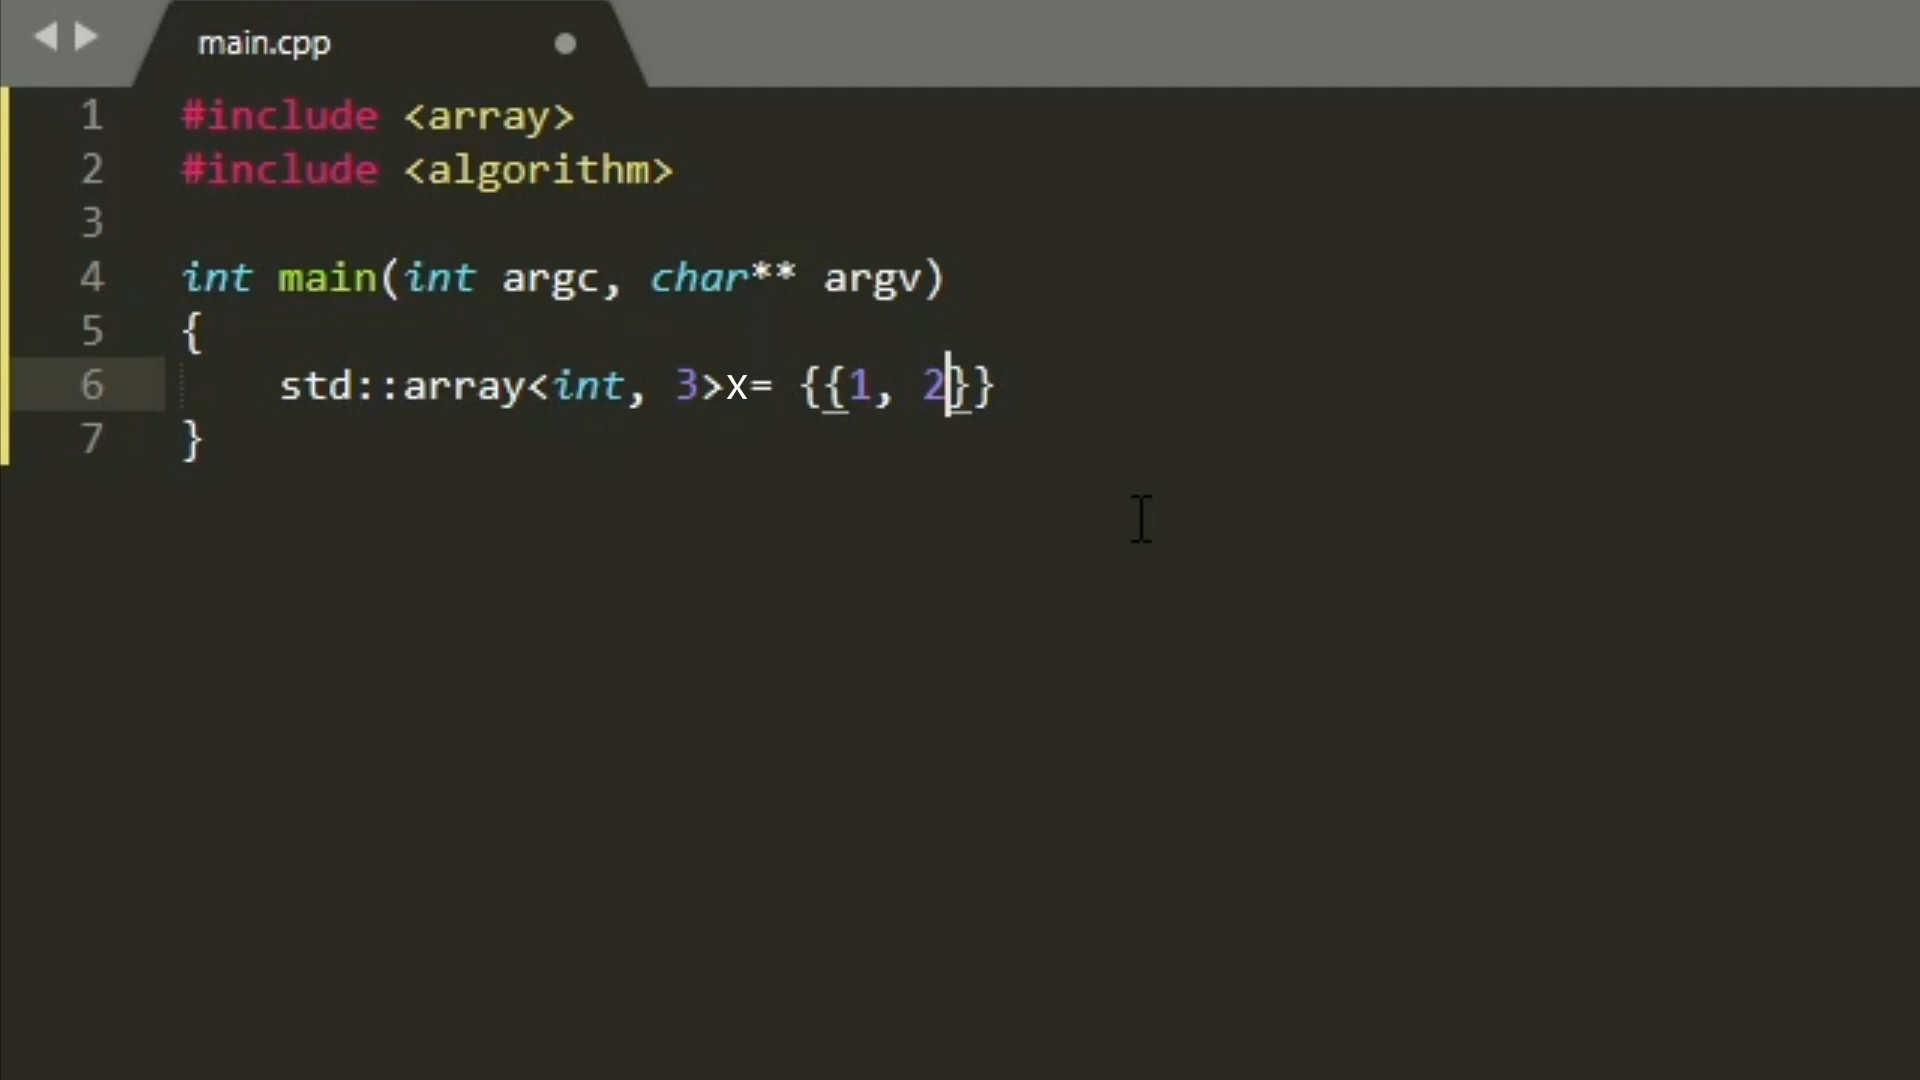 main.cpp
1 #include <array>
2 #include <algorithm>
3
4 int main(int argc, char** argv)
5 {
6 std::array<int, 3>x= {{1, 2}}
7 }